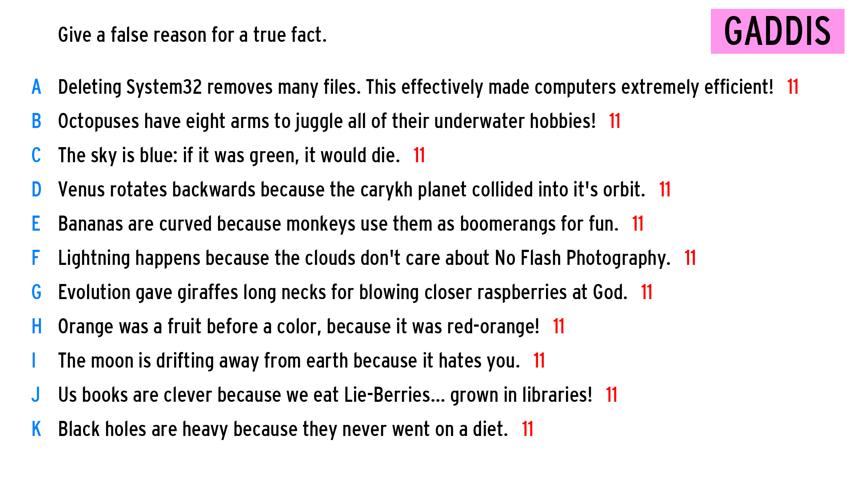 Give a false reason for a true fact.
GADDIS
A Deleting System32 removes many files. This effectively made computers extremely efficient! 11
B Octopuses have eight arms to juggle all of their underwater hobbies! 11
C The sky is blue: if it was green, it would die. 11
D Venus rotates backwards because the carykh planet collided into it's orbit. 11
E Bananas are curved because monkeys use them as boomerangs for fun. 11
F Lightning happens because the clouds don't care about No Flash Photography. 11
G Evolution gave giraffes long necks for blowing closer raspberries at God. 11
H Orange was a fruit before a color, because it was red-orange! 11
I The moon is drifting away from earth because it hates you. 11
J Us books are clever because we eat Lie-Berries... grown in libraries! 11
K Black holes are heavy because they never went on a diet. 11